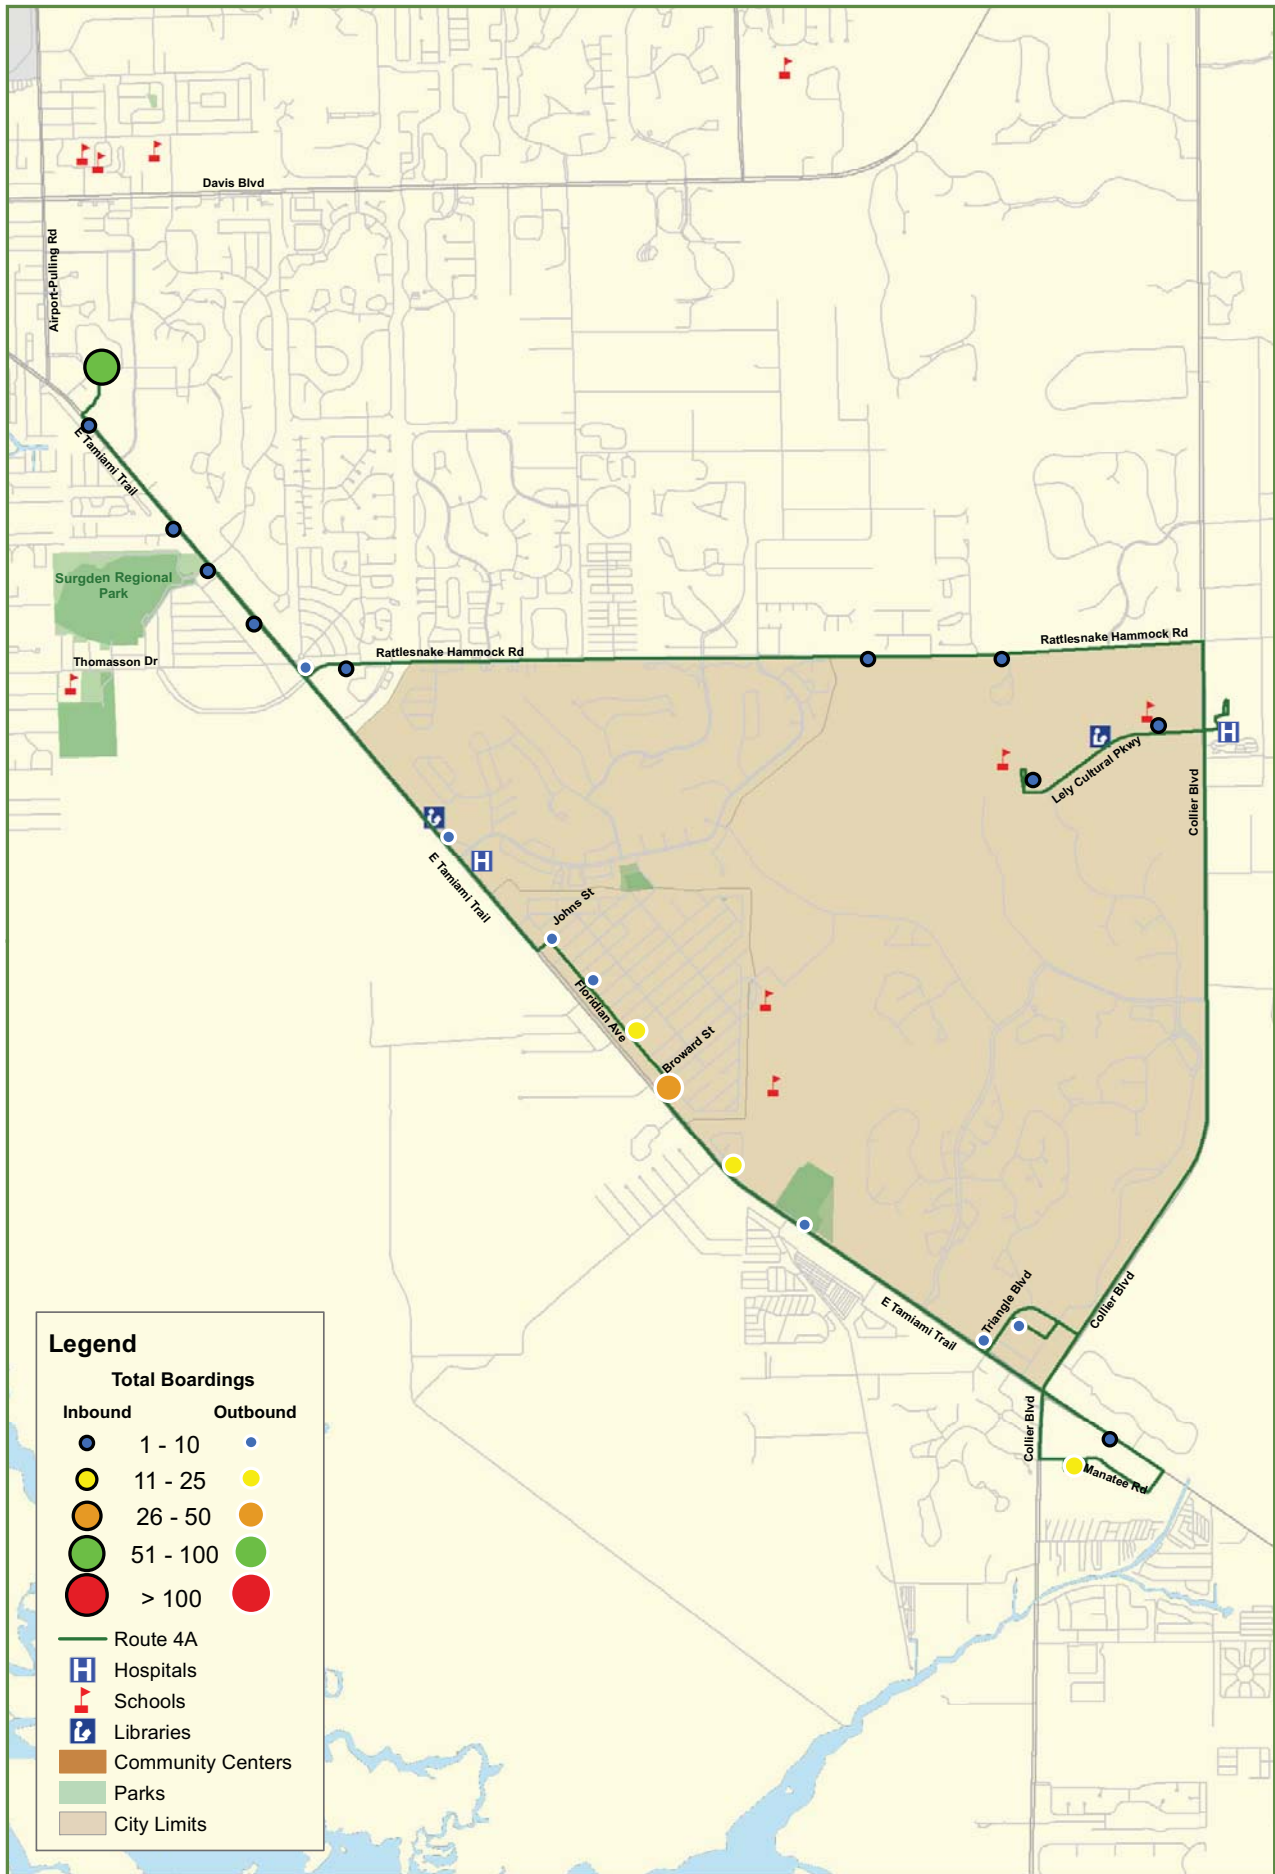 Davis Blvd
Airport-Pulling Rd
E Tamiami Trail
Surgden Regional
Park
Thomasson Dr
Rattlesnake Hammock Rd
Rattlesnake Hammock Rd
H
Lely Cultural Pkwy
Collier Blvd
H
E Tamiami Trail
Johns St
Floridian Ave
Broward St
Triangle Blvd
Collier Blvd
E Tamiami Trail
Collier Blvd
Manatee Rd
Legend
Total Boardings
Inbound Outbound
1 - 10
11 - 25
26 - 50
51 - 100
> 100
Route 4A
H Hospitals
Schools
Libraries
Community Centers
Parks
City Limits